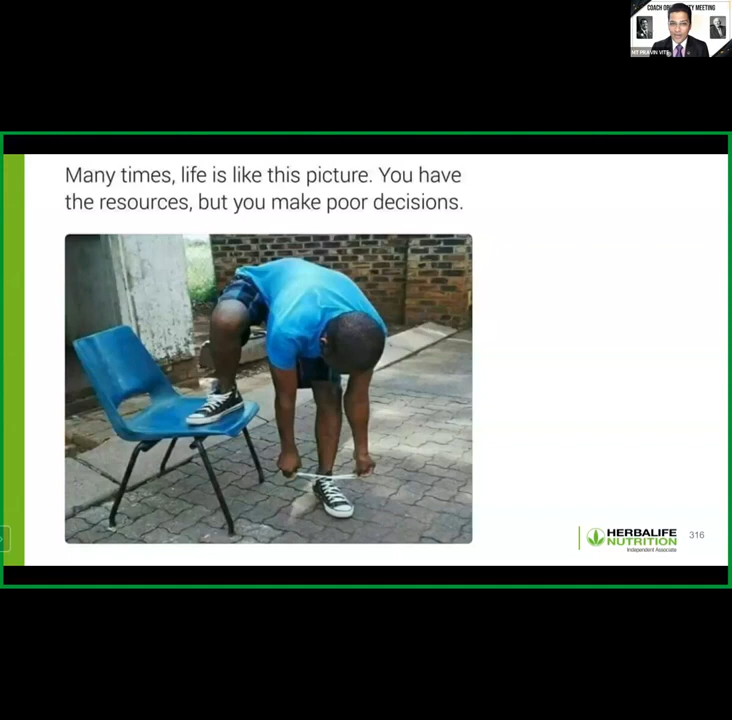 Many times, life is like this picture. You have
the resources, but you make poor decisions.
HERBALIFE
NUTRITION
Independent Associate
316